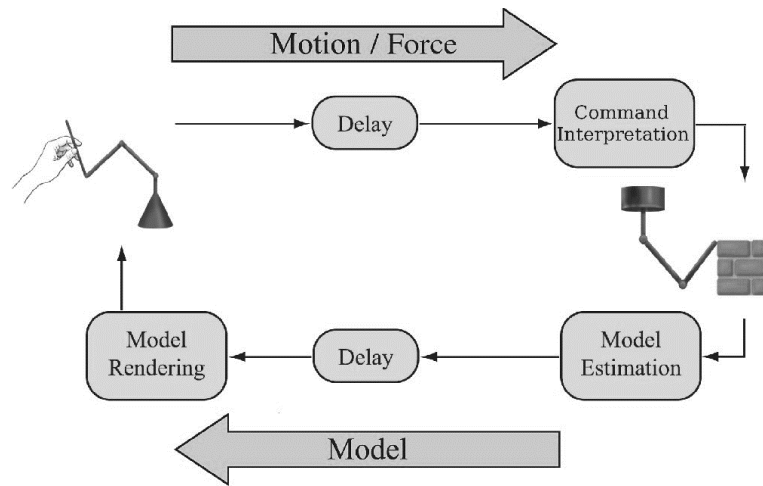 Motion / Force
Delay
Command
Interpretation
Model
Rendering
Delay
Model
Estimation
Model